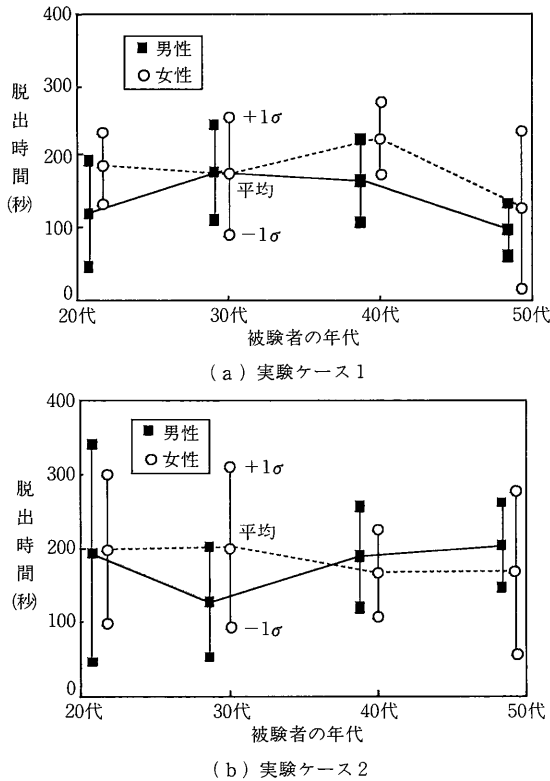 400
300
200
100
0
脱出時間(秒)
■男性
○女性
+1σ
平均
-1σ
20代 30代 40代 50代
被験者の年代
(a)実験ケース1
400
300
200
100
0
脱出時間(秒)
■男性
○女性
+1σ
平均
-1σ
20代 30代 40代 50代
被験者の年代
(b)実験ケース2